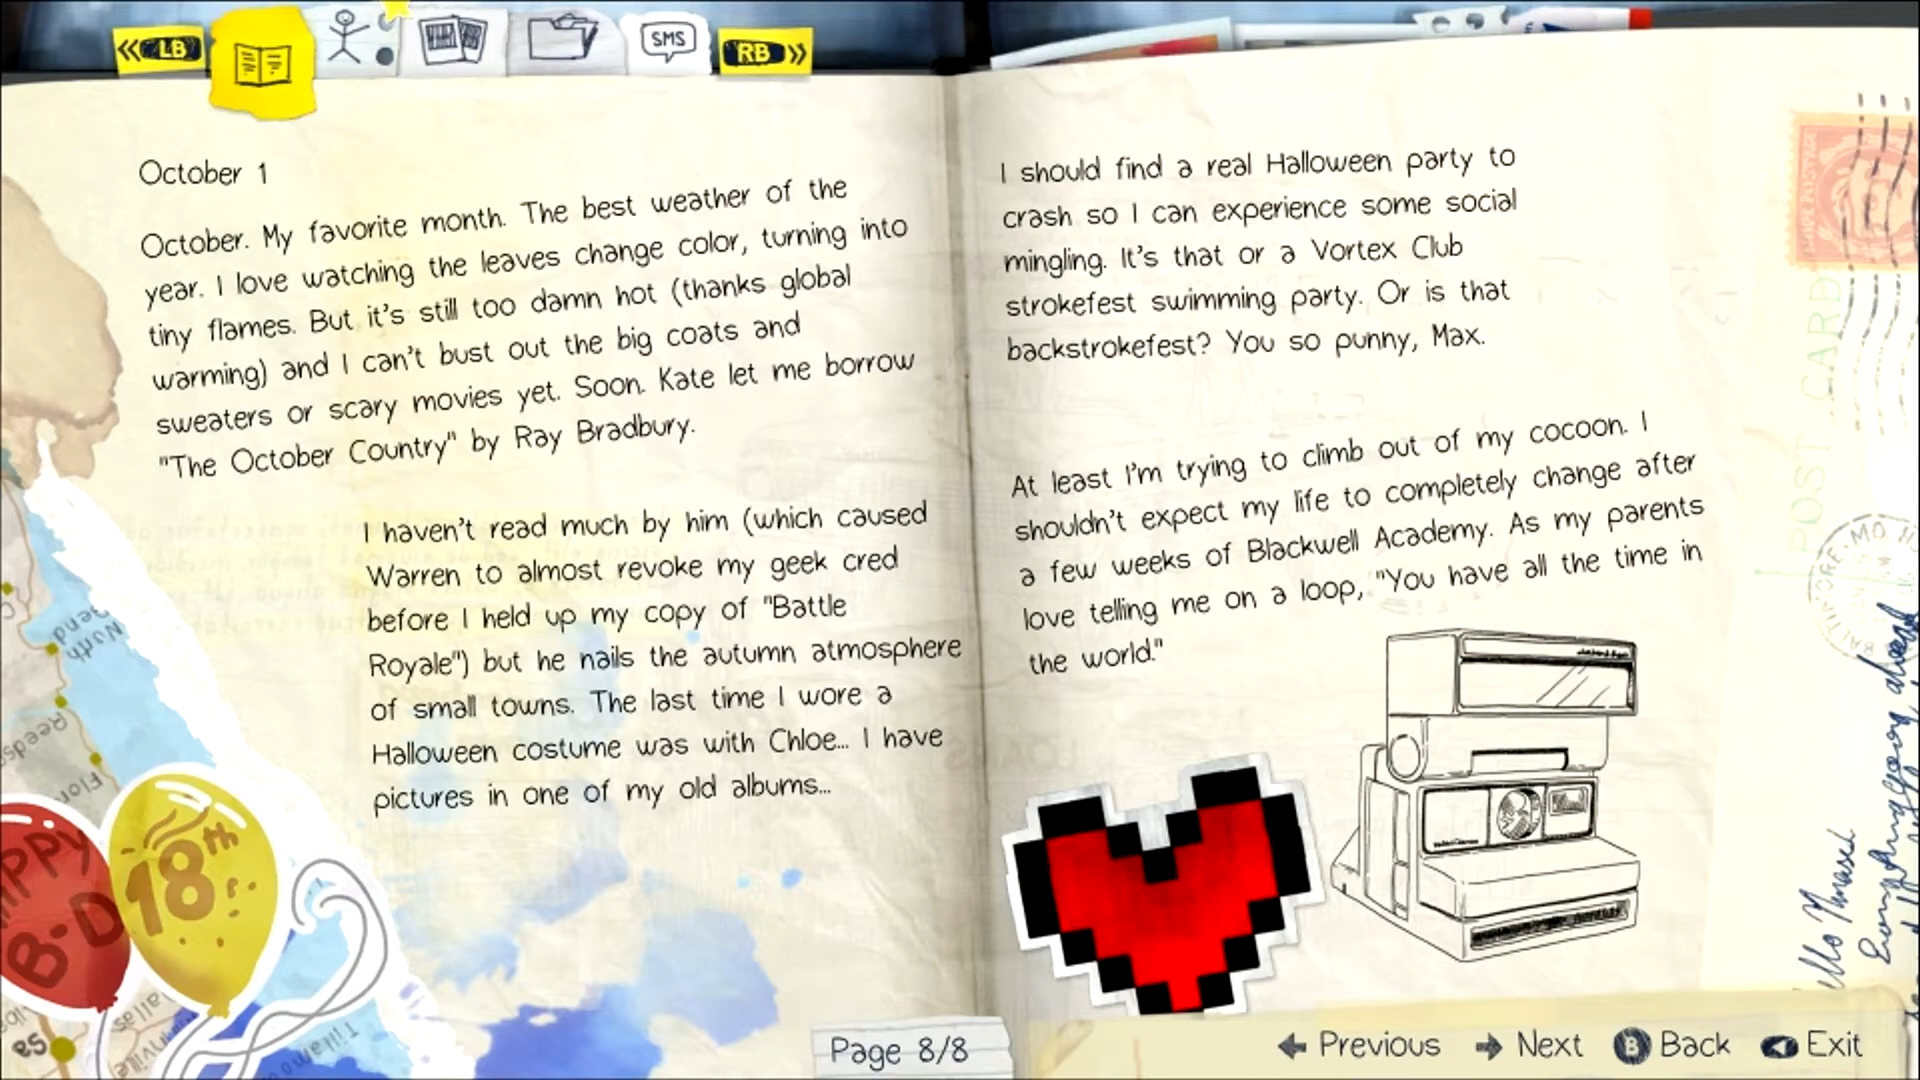 LB
SMS
RB
October 1
October. My favorite month. The best weather of the
year. I love watching the leaves change color, turning into
tiny flames. But it's still too damn hot (thanks global
warming) and I can't bust out the big coats and
sweaters or scary movies yet. Soon. Kate let me borrow
"The October Country" by Ray Bradbury.
I haven't read much by him (which caused
Warren to almost revoke my geek cred
before I held up my copy of "Battle
Royale") but he nails the autumn atmosphere
of small towns. The last time I wore a
Halloween costume was with Chloe... I have
pictures in one of my old albums...
I should find a real Halloween party to
crash so I can experience some social
mingling. It's that or a Vortex Club
strokefest swimming party. Or is that
backstrokefest? You so punny, Max.
At least I'm trying to climb out of my cocoon. I
shouldn't expect my life to completely change after
a few weeks of Blackwell Academy. As my parents
love telling me on a loop, "You have all the time in
the world."
POST CARD
North
Bend
B-D
18th
Page 8/8
Previous
Next
B Back
Exit